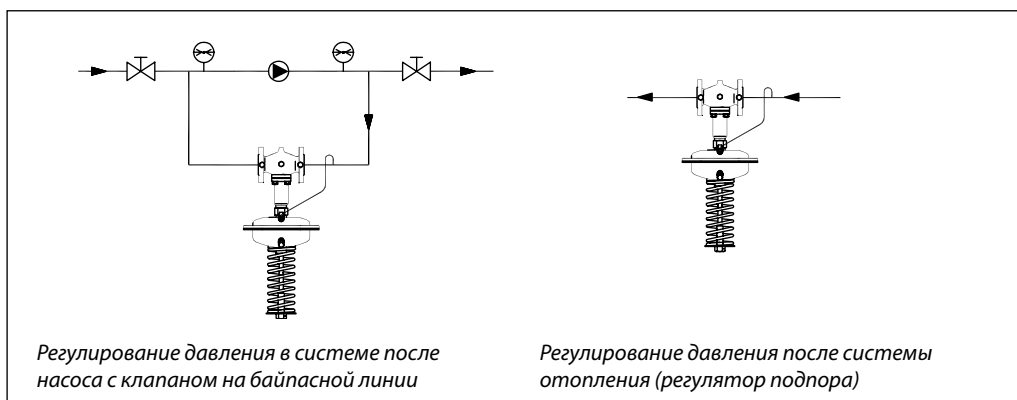 Регулирование давления в системе после
насоса с клапаном на байпасной линии
Регулирование давления после системы
отопления (регулятор подпора)